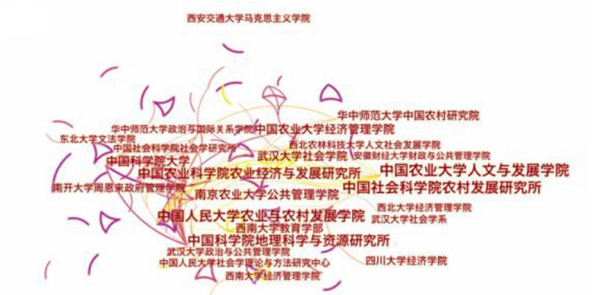 西安交通大学马克思主义学院
华中师范大学中国农村研究院
华中师范大学政治与国际关系学院
中国农业大学经济管理学院
东北大学文法学院
西北农林科技大学人文社会发展学院
中国社会科学院社会学研究所
武汉大学社会学院
安徽财经大学财政与公共管理学院
中国科学院大学
中国农业科学院农业经济与发展研究所
中国农业大学人文与发展学院
南开大学周恩来政府管理学院
中国社会科学院农村发展研究所
南京农业大学公共管理学院
西北大学经济管理学院
中国人民大学农业与农村发展学院
武汉大学社会学系
西南大学教育学部
中国科学院地理科学与资源研究所
武汉大学政治与公共管理学院
中国人民大学社会学理论与方法研究中心
四川大学经济学院
西南大学经济管理学院